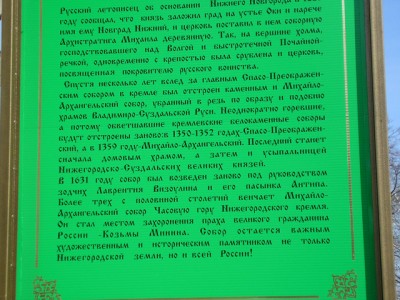 Русский летописец об основании Нижнего Новгорода в
году сообщал, что князь заложил град на устье Оки и нарече
имя ему Новград Нижний, и церковь поставил в нем соборную
Архистратига Михаила деревянную. Так, на вершине холма,
господствовавшего над Волгой и быстротечной Почайной-
речкой, одновременно с крепостью была срублена и церковь,
посвященная покровителю русского воинства.
Спустя несколько лет вслед за главным Спасо-Преображен-
ским собором в кремле был отстроен каменным и Михайло-
Архангельский собор, украшенный в резь по образу и подобию
храмов Владимиро-Суздальской Руси. Неоднократно горевшие,
а потому обветшавшие кремлевские белокаменные соборы
будут отстроены заново: в 1350-1352 годах-Спасо-Преображен-
ский, а в 1359 году-Михайло-Архангельский. Последний станет
сначала домовым храмом, а затем и усыпальницей
Нижегородско-Суздальских великих князей.
В 1631 году собор был возведен заново под руководством
зодчих Лаврентия Возоулина и его пасынка Антипа.
Более трех с половиной столетий венчает Михайло-
Архангельский собор Часовую гору Нижегородского кремля.
Он стал местом захоронения праха великого гражданина
России -Козьмы Минина. Собор остается важным
художественным и историческим памятником не только
Нижегородской земли, но и всей России!